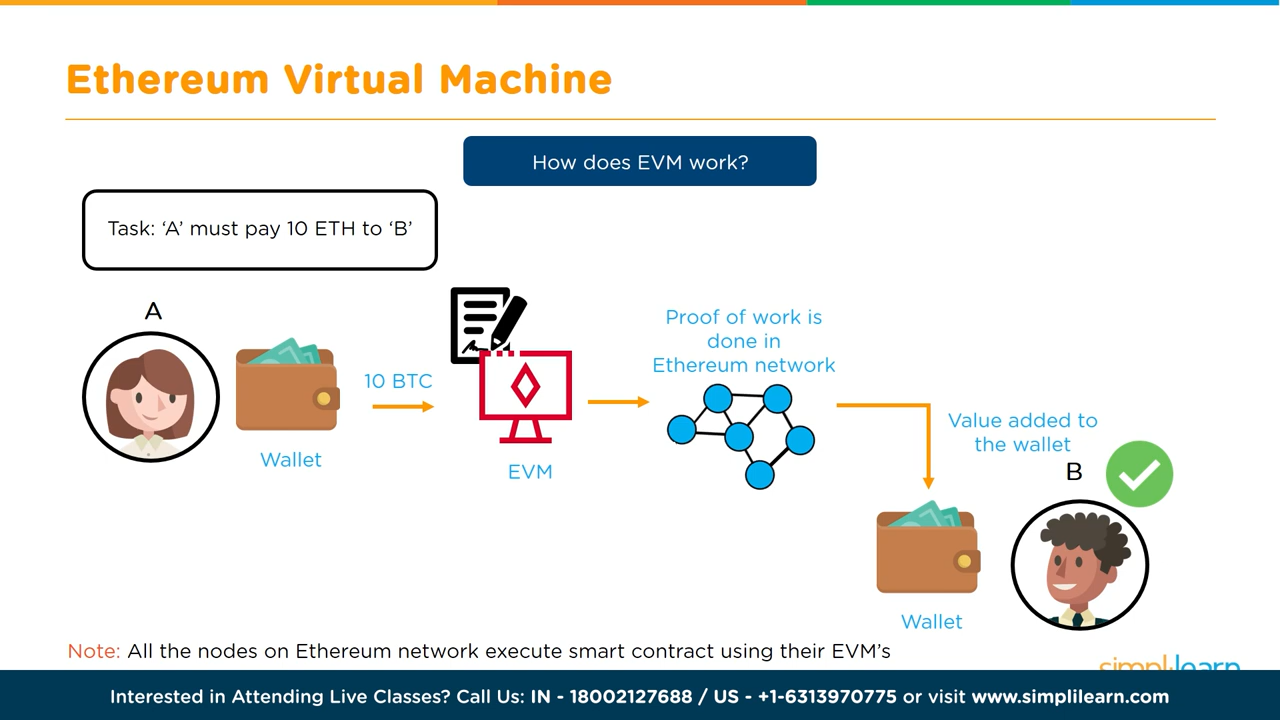 Ethereum Virtual Machine
How does EVM work?
Task: ‘A’ must pay 10 ETH to ‘B’
A
Wallet
10 BTC
EVM
Proof of work is
done in
Ethereum network
Value added to
the wallet
B
Wallet
Note: All the nodes on Ethereum network execute smart contract using their EVM’s
simplilearn
Interested in Attending Live Classes? Call Us: IN - 18002127688 / US - +1-6313970775 or visit www.simplilearn.com